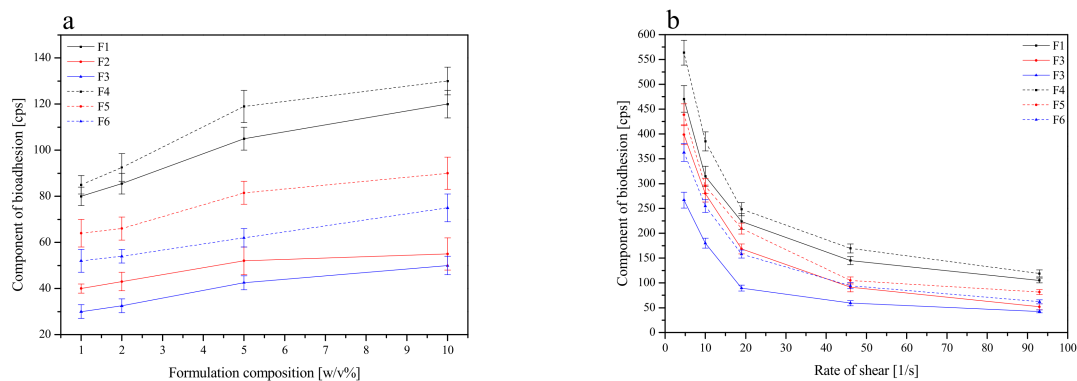 a
F1
F2
F3
F4
F5
F6
140
120
100
80
60
40
20
1
2
3
4
5
6
7
8
9
10
Component of bioadhesion [cps]
Formulation composition [w/v%]
b
F1
F3
F3
F4
F5
F6
600
550
500
450
400
350
300
250
200
150
100
50
0
0
10
20
30
40
50
60
70
80
90
100
Component of biodhesion [cps]
Rate of shear [1/s]